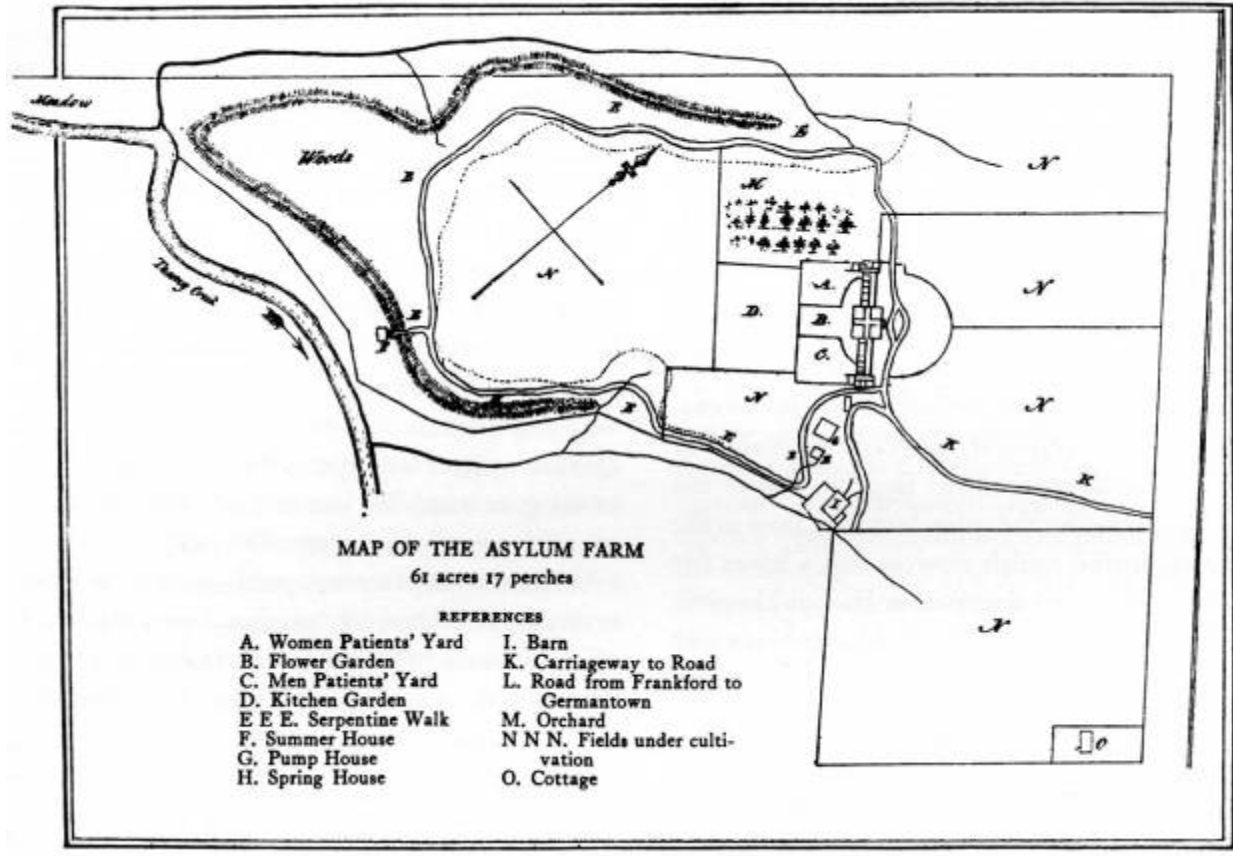 Meadow
Woods
E
E
E
N
M
N
A.
N
D.
B.
N
E
F
C.
N
E
N
K
E
E
K
G
H
I
N
O
MAP OF THE ASYLUM FARM
61 acres 17 perches
REFERENCES
A. Women Patients' Yard
B. Flower Garden
C. Men Patients' Yard
D. Kitchen Garden
E E E. Serpentine Walk
F. Summer House
G. Pump House
H. Spring House
I. Barn
K. Carriageway to Road
L. Road from Frankford to
Germantown
M. Orchard
N N N. Fields under culti-
vation
O. Cottage